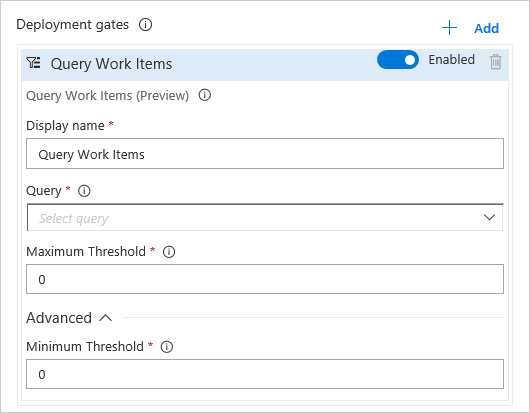 Deployment gates
Add
Query Work Items
Enabled
Query Work Items (Preview)
Display name *
Query Work Items
Query *
Select query
Maximum Threshold *
0
Advanced
Minimum Threshold *
0